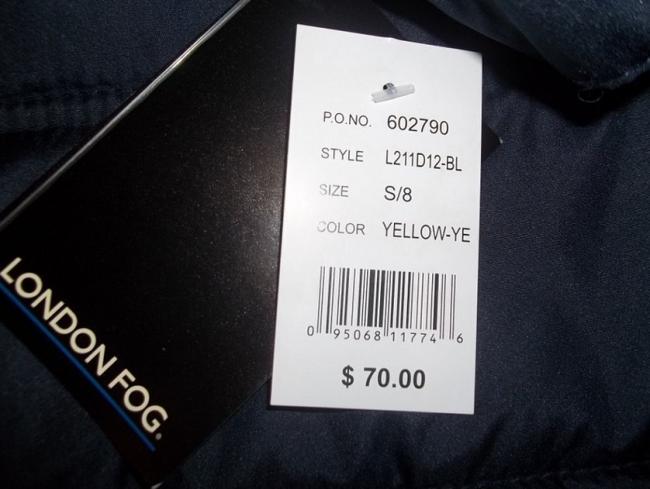 P.O.NO. 602790
STYLE L211D12-BL
SIZE S/8
COLOR YELLOW-YE
0 95068 11774 6
$ 70.00
LONDON FOG.